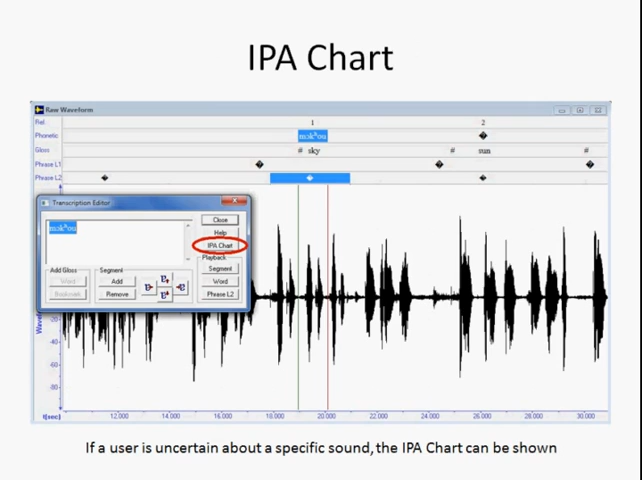 IPA Chart
Raw Waveform
Ref 1 2
Phonetic mɔkʰou
Gloss # sky # sun #
Phrase L1
Phrase L2
Transcription Editor
mɔkʰou
Close
Help
IPA Chart
Playback
Add Gloss
Segment
Segment
Word
Add
Word
Bookmark
Remove
Phrase L2
-40
-60
-80
t(sec) 12.000 14.000 16.000 18.000 20.000 22.000 24.000 26.000 28.000 30.000
If a user is uncertain about a specific sound, the IPA Chart can be shown